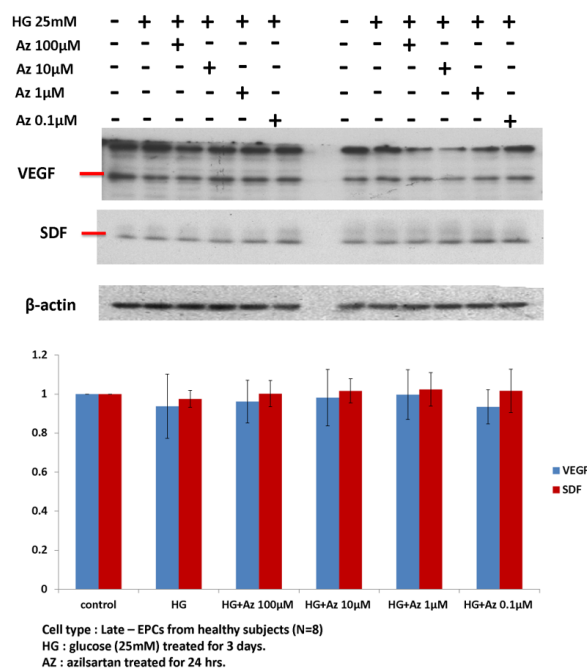 HG 25mM - + + + + + - + + + + +
Az 100µM - - + - - - - - + - - -
Az 10µM - - - + - - - - - + - -
Az 1µM - - - - + - - - - - + -
Az 0.1µM - - - - - + - - - - - +
VEGF
SDF
β-actin
1.2
1
0.8
0.6
0.4
0.2
0
VEGF
SDF
control HG HG+Az 100µM HG+Az 10µM HG+Az 1µM HG+Az 0.1µM
Cell type : Late – EPCs from healthy subjects (N=8)
HG : glucose (25mM) treated for 3 days.
AZ : azilsartan treated for 24 hrs.